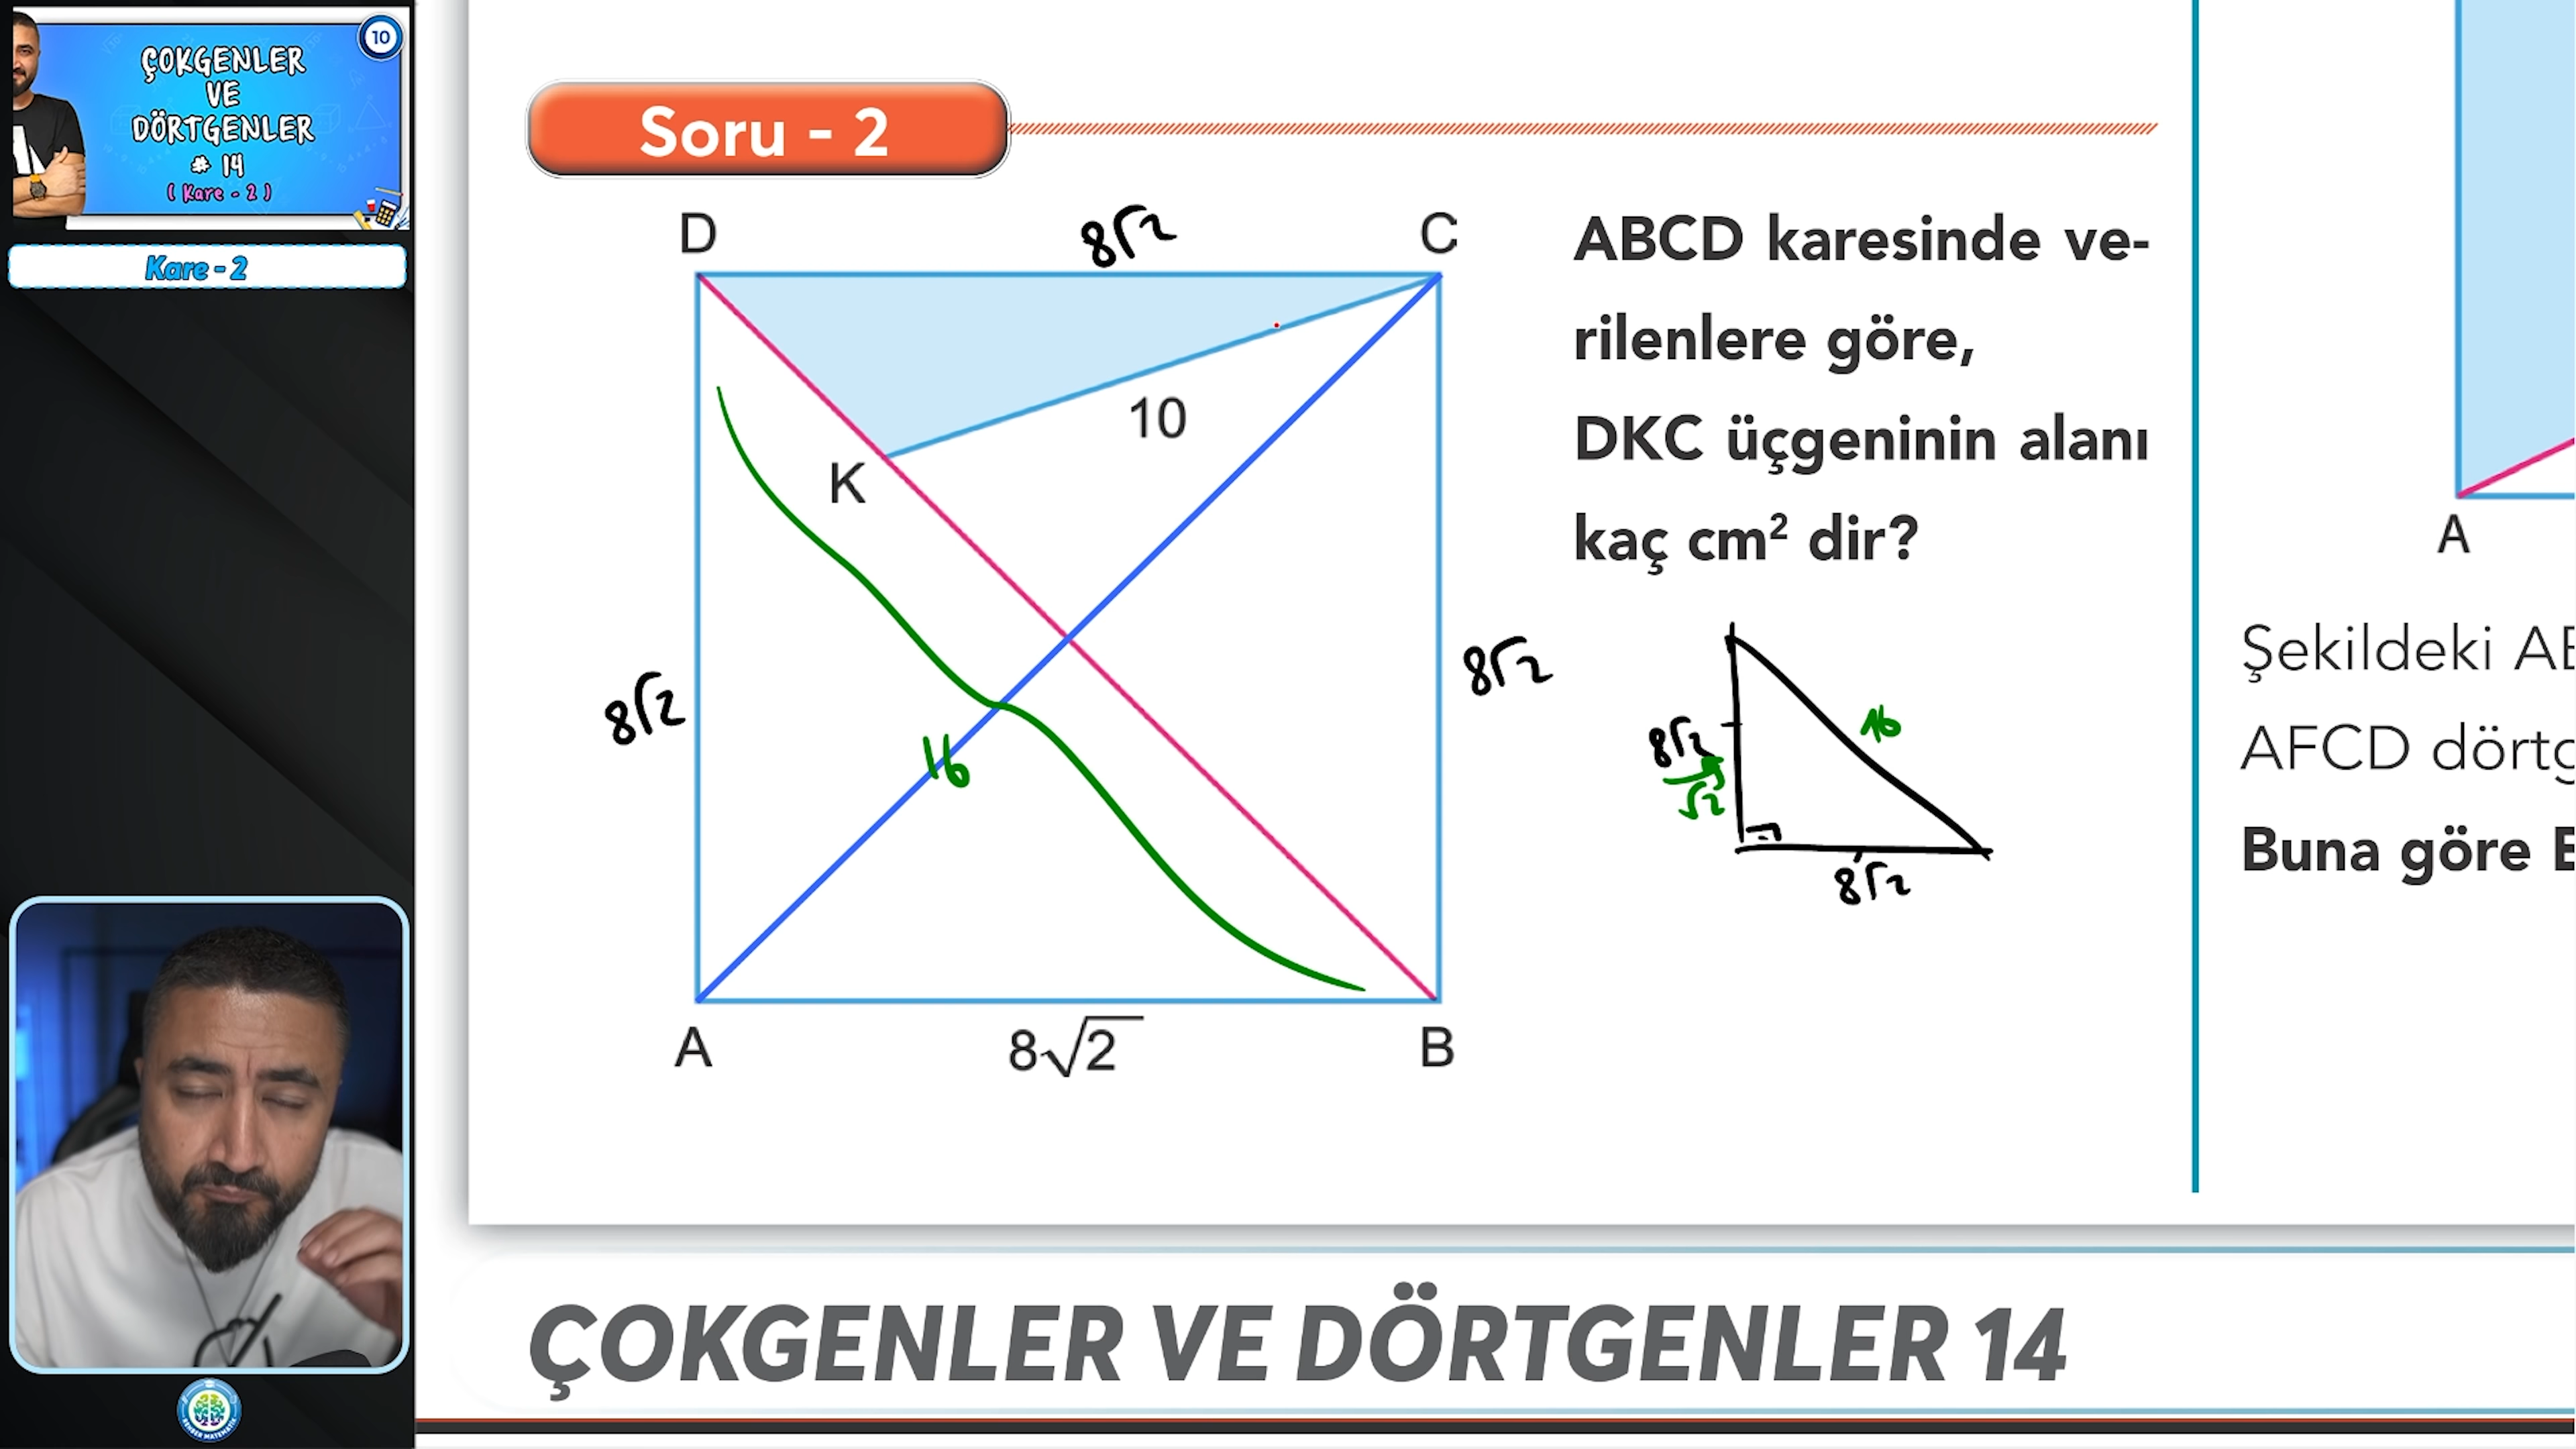 10
ÇOKGENLER
VE
DÖRTGENLER
# 14
( Kare - 2 )
Kare - 2
Soru - 2
D
8√2
C
10
K
8√2
16
8√2
A
8√2
B
ABCD karesinde ve-
rilenlere göre,
DKC üçgeninin alanı
kaç cm² dir?
16
8√2
√2
8√2
A
Şekildeki AB
AFCD dörtg
Buna göre E
ÇOKGENLER VE DÖRTGENLER 14